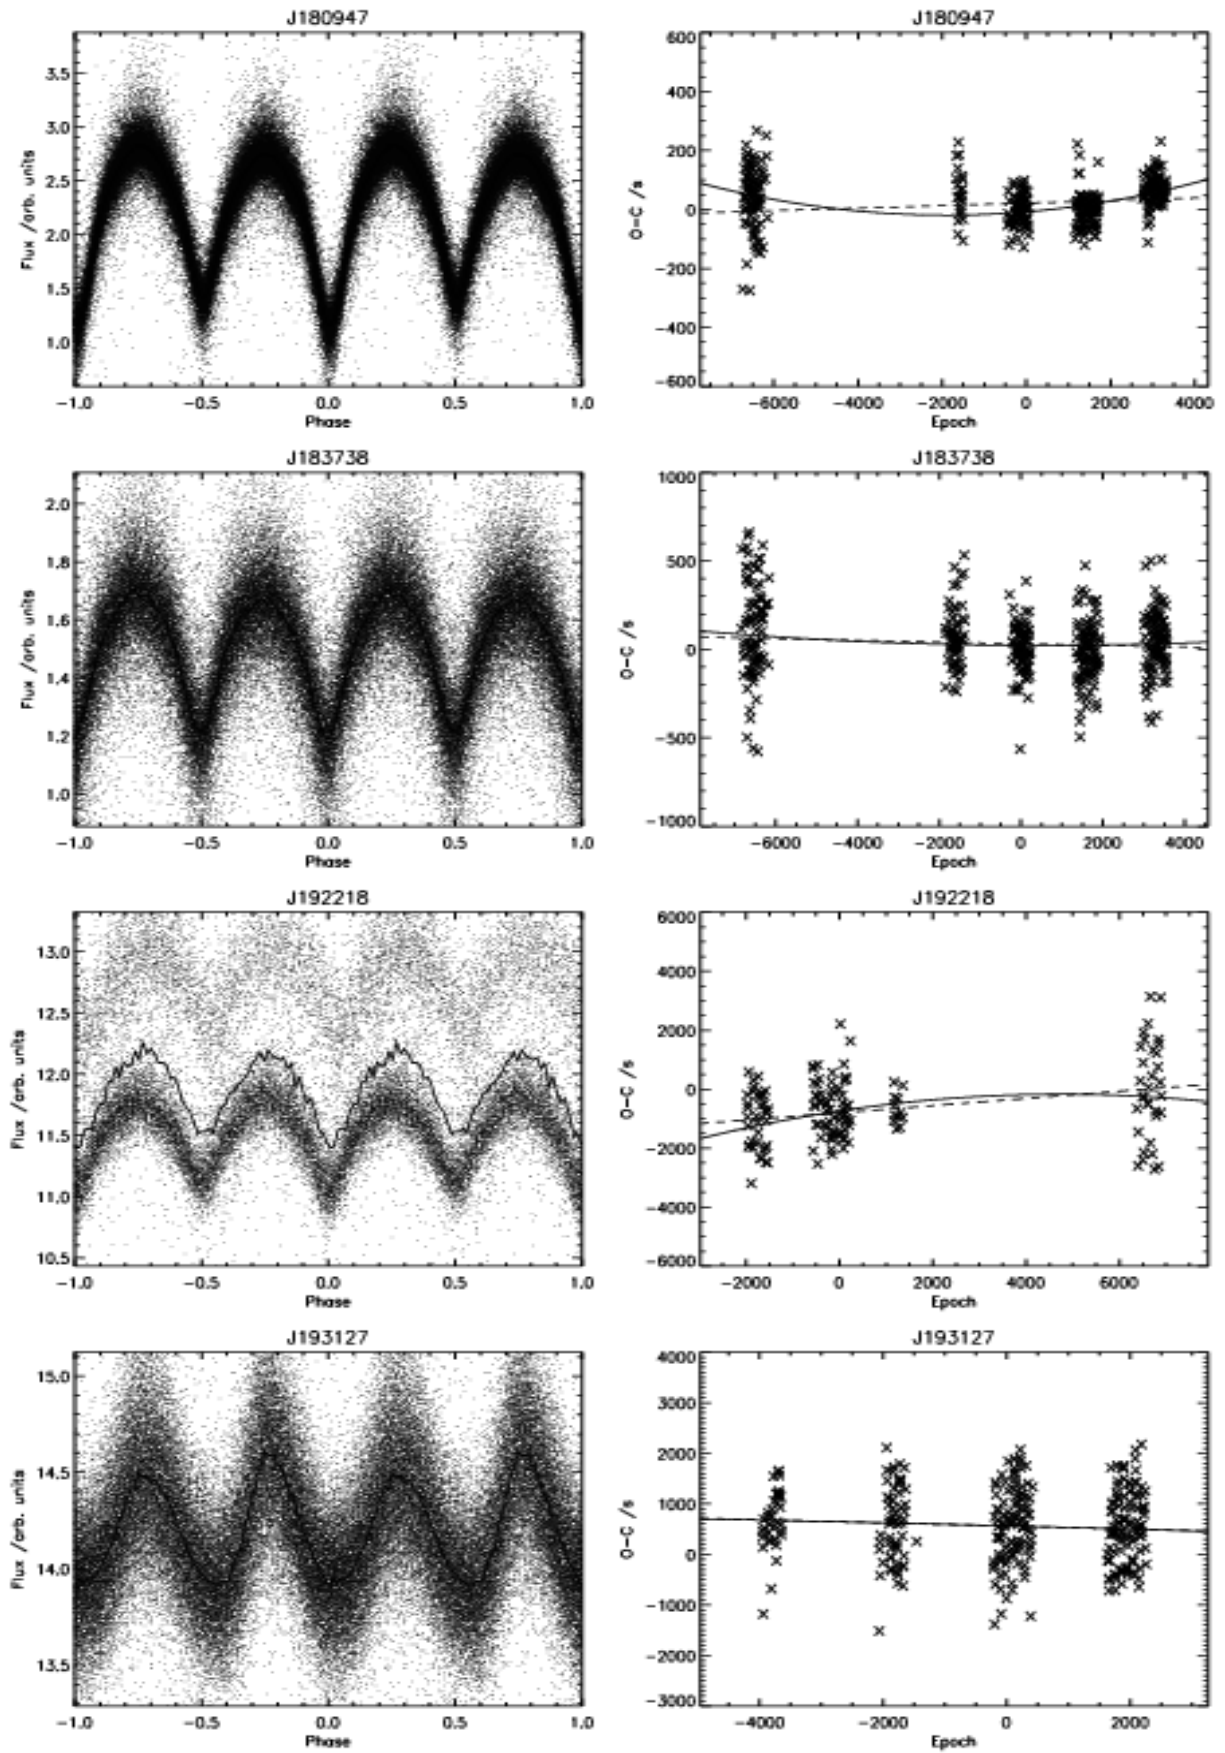 J180947
Flux /arb. units
3.5
3.0
2.5
2.0
1.5
1.0
-1.0 -0.5 0.0 0.5 1.0
Phase
J180947
O-C /s
600
400
200
0
-200
-400
-600
-6000 -4000 -2000 0 2000 4000
Epoch
J183738
Flux /arb. units
2.0
1.8
1.6
1.4
1.2
1.0
-1.0 -0.5 0.0 0.5 1.0
Phase
J183738
O-C /s
1000
500
0
-500
-1000
-6000 -4000 -2000 0 2000 4000
Epoch
J192218
Flux /arb. units
13.0
12.5
12.0
11.5
11.0
10.5
-1.0 -0.5 0.0 0.5 1.0
Phase
J192218
O-C /s
6000
4000
2000
0
-2000
-4000
-6000
-2000 0 2000 4000 6000
Epoch
J193127
Flux /arb. units
15.0
14.5
14.0
13.5
-1.0 -0.5 0.0 0.5 1.0
Phase
J193127
O-C /s
4000
3000
2000
1000
0
-1000
-2000
-3000
-4000 -2000 0 2000
Epoch